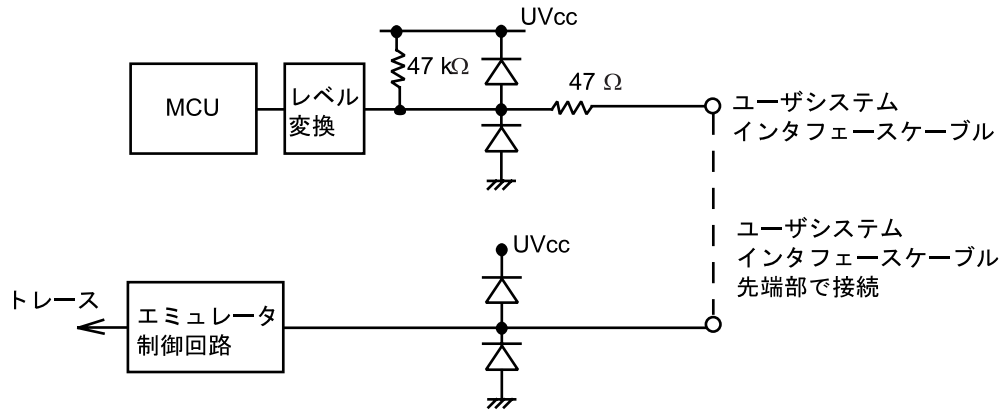 UVcc
47 kΩ
47 Ω
MCU
レベル
変換
ユーザシステム
インタフェースケーブル
ユーザシステム
インタフェースケーブル
先端部で接続
UVcc
トレース
エミュレータ
制御回路